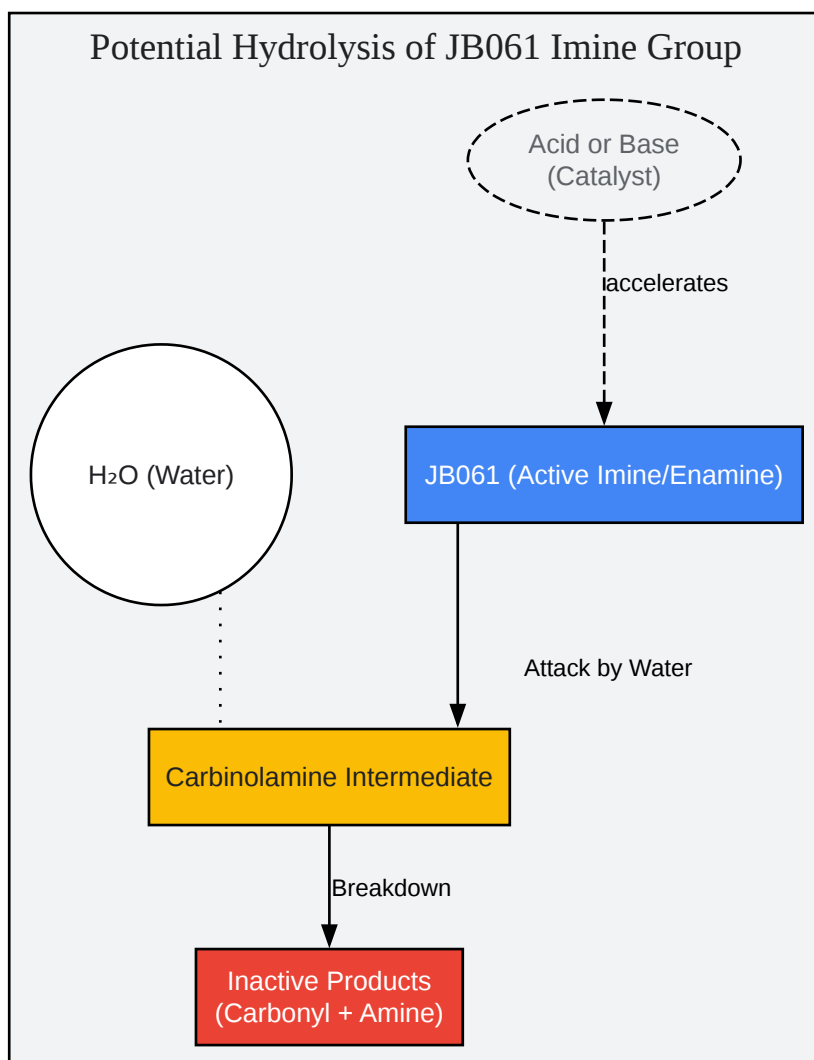 Potential Hydrolysis of JB061 Imine Group
Acid or Base
(Catalyst)
accelerates
H₂O (Water)
JB061 (Active Imine/Enamine)
Attack by Water
Carbinolamine Intermediate
Breakdown
Inactive Products
(Carbonyl + Amine)